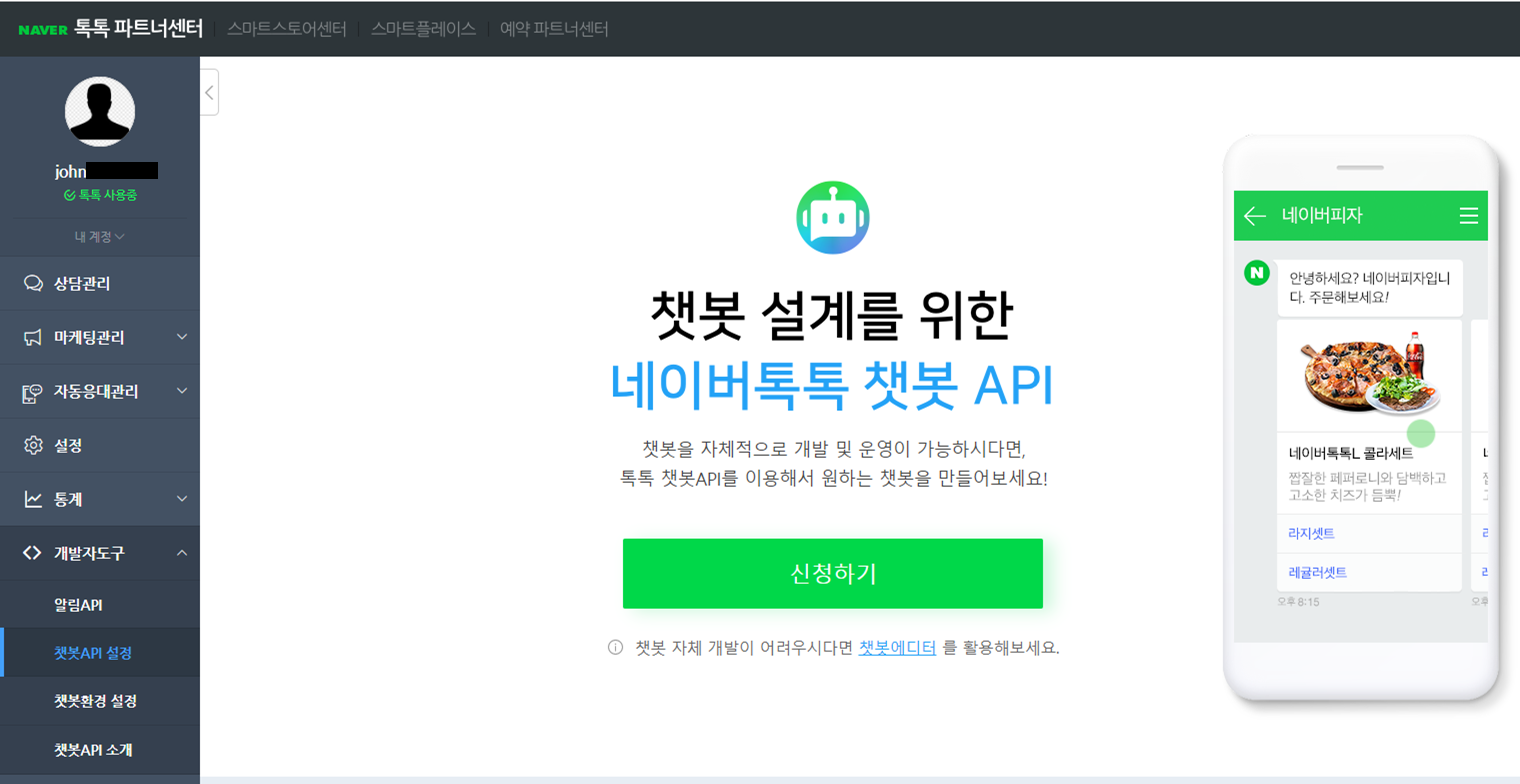 NAVER 톡톡 파트너센터 스마트스토어센터 스마트플레이스 예약 파트너센터
john
톡톡 사용중
내 계정
상담관리
마케팅관리
자동응대관리
설정
통계
개발자도구
알림API
챗봇API 설정
챗봇환경 설정
챗봇API 소개
챗봇 설계를 위한
네이버톡톡 챗봇 API
챗봇을 자체적으로 개발 및 운영이 가능하시다면,
톡톡 챗봇API를 이용해서 원하는 챗봇을 만들어보세요!
신청하기
챗봇 자체 개발이 어려우시다면 챗봇에디터 를 활용해보세요.
네이버피자
N
안녕하세요? 네이버피자입니
다. 주문해보세요!
네이버톡톡L 콜라세트
짭짤한 페퍼로니와 담백하고
고소한 치즈가 듬뿍!
라지셋트
레귤러셋트
오후 8:15
오후